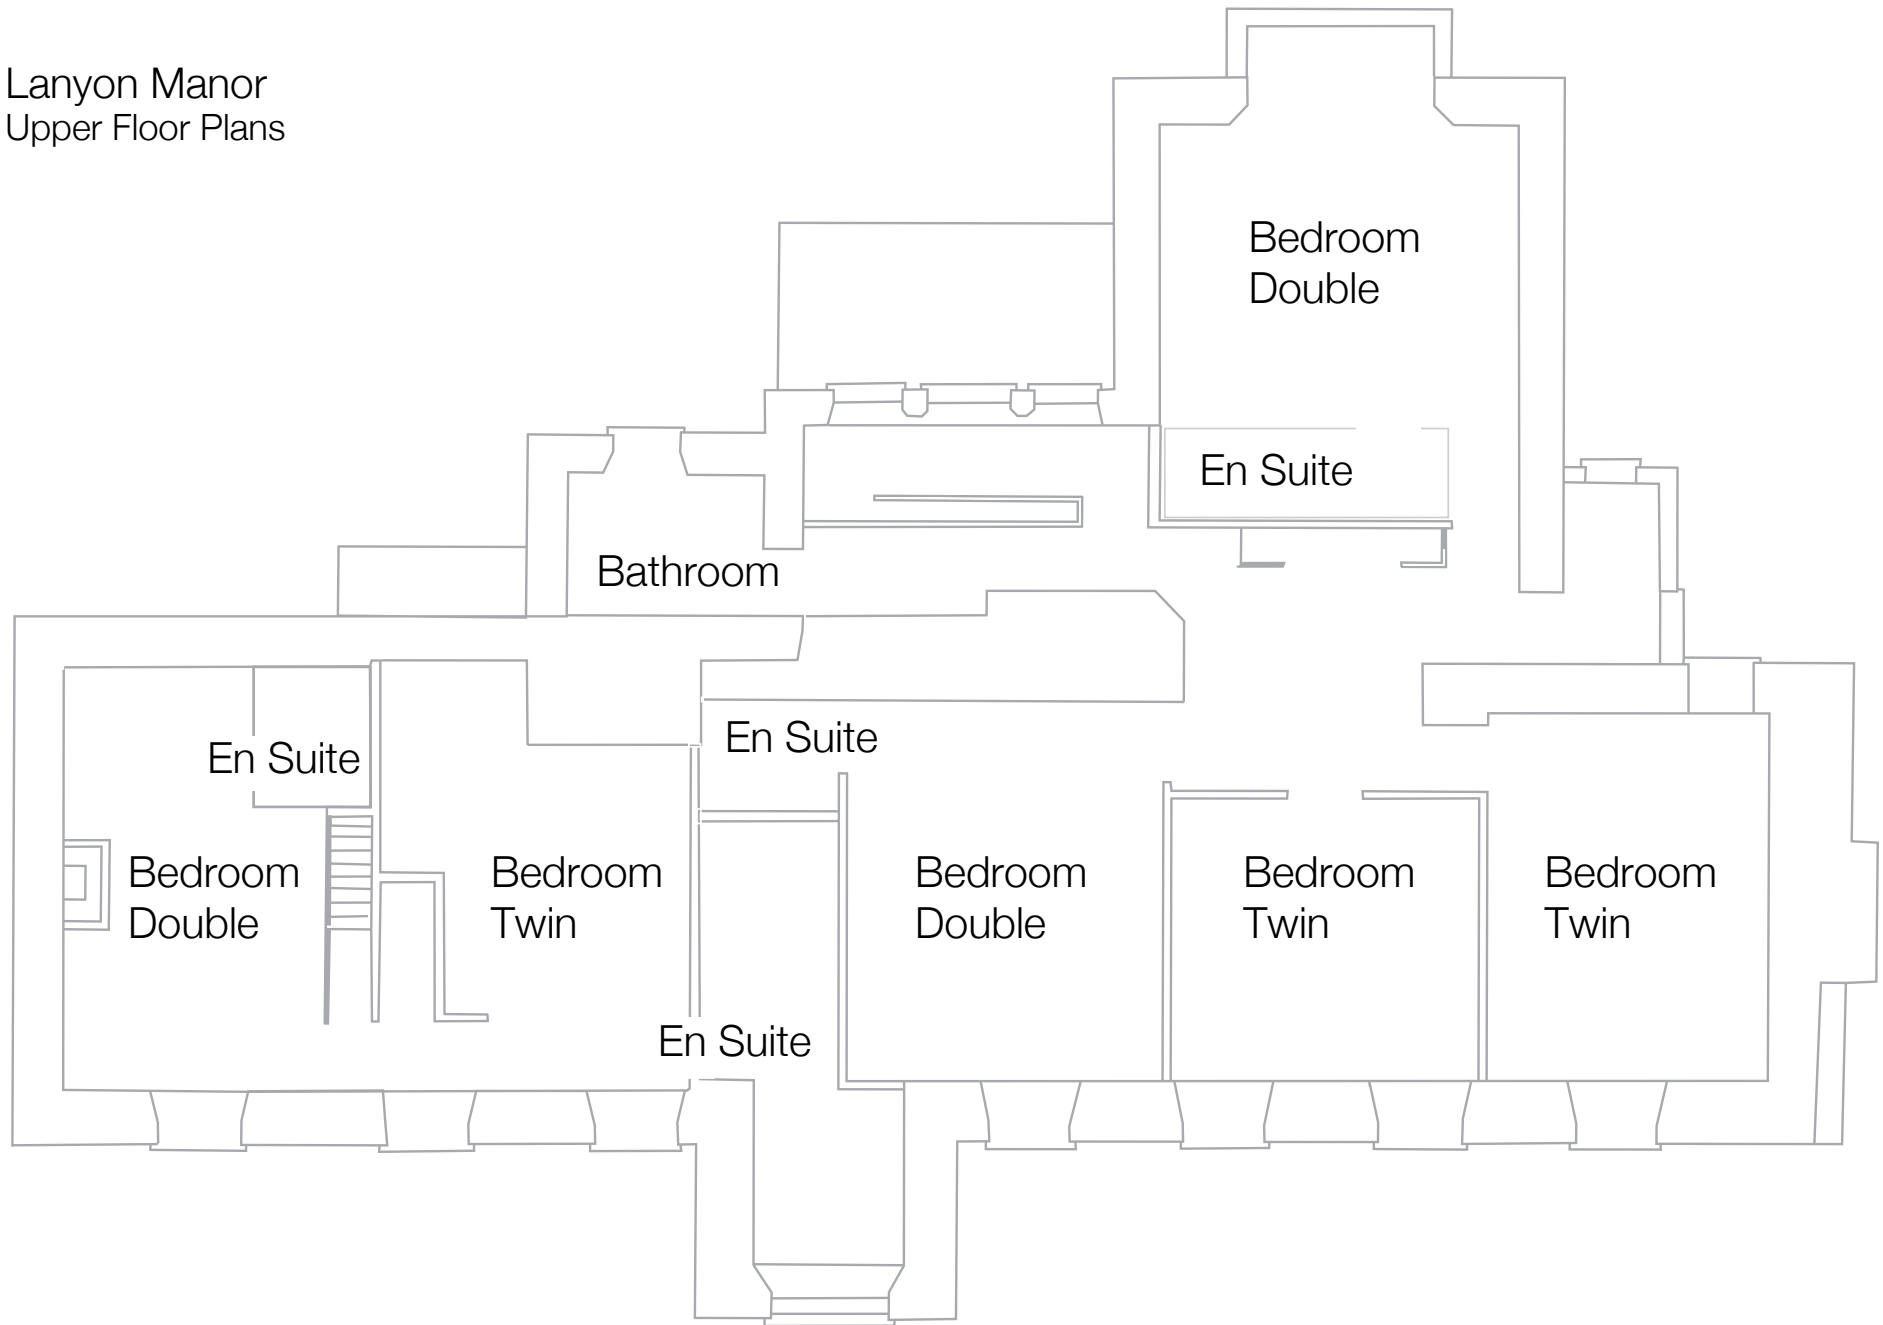 Lanyon Manor
Upper Floor Plans
Bedroom
Double
En Suite
Bathroom
En Suite
En Suite
Bedroom
Double
Bedroom
Twin
Bedroom
Double
Bedroom
Twin
Bedroom
Twin
En Suite